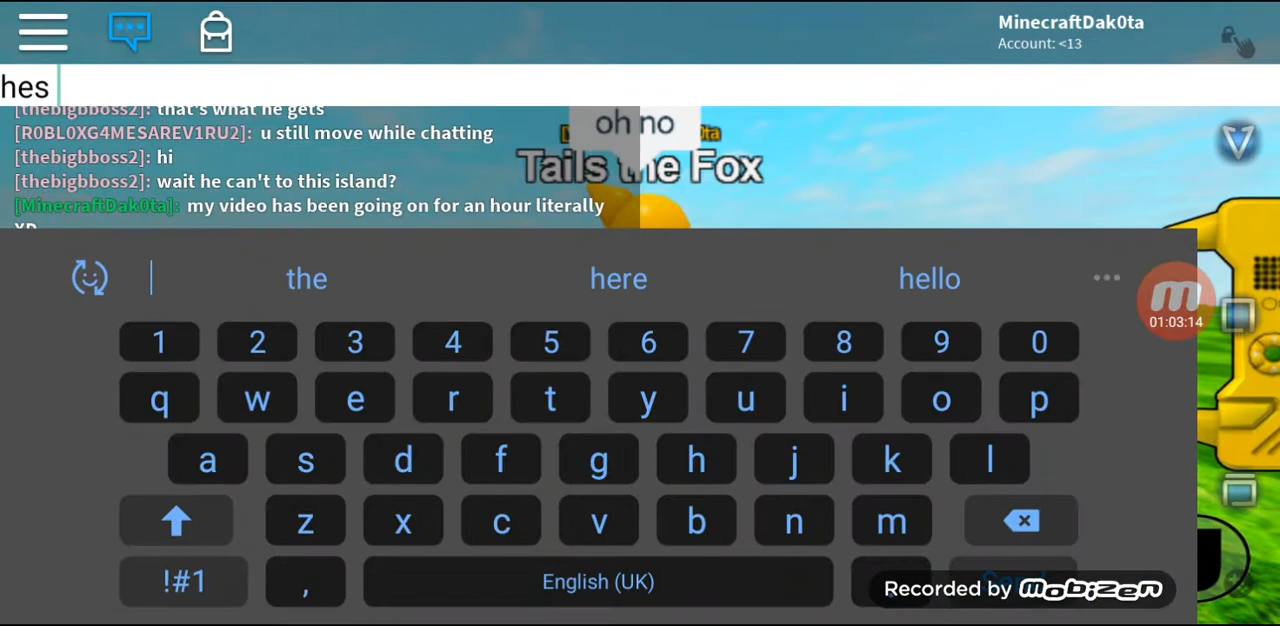 MinecraftDak0ta
Account: <13
hes
[thebigbboss2]: that's what he gets
[R0BL0XG4MESAREV1RU2]: u still move while chatting
[thebigbboss2]: hi
[thebigbboss2]: wait he can't to this island?
[MinecraftDak0ta]: my video has been going on for an hour literally
XD
oh no
Tails the Fox
the here hello
01:03:14
1 2 3 4 5 6 7 8 9 0
q w e r t y u i o p
a s d f g h j k l
z x c v b n m
!#1 , English (UK)
Recorded by mobizen